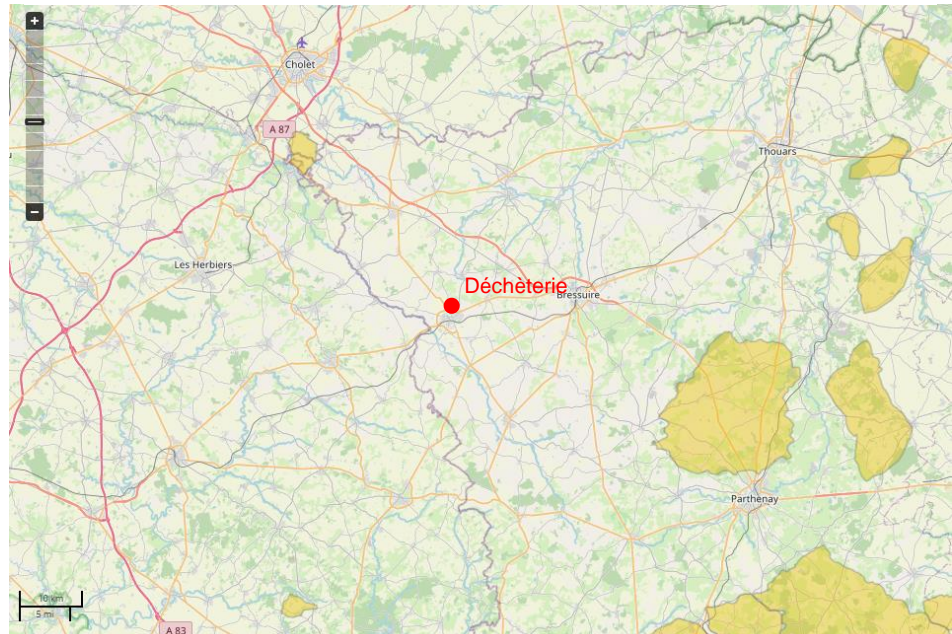 +
Cholet
A 87
Thouars
Les Herbiers
Déchèterie
Bressuire
–
Parthenay
10 km
5 mi
A 83